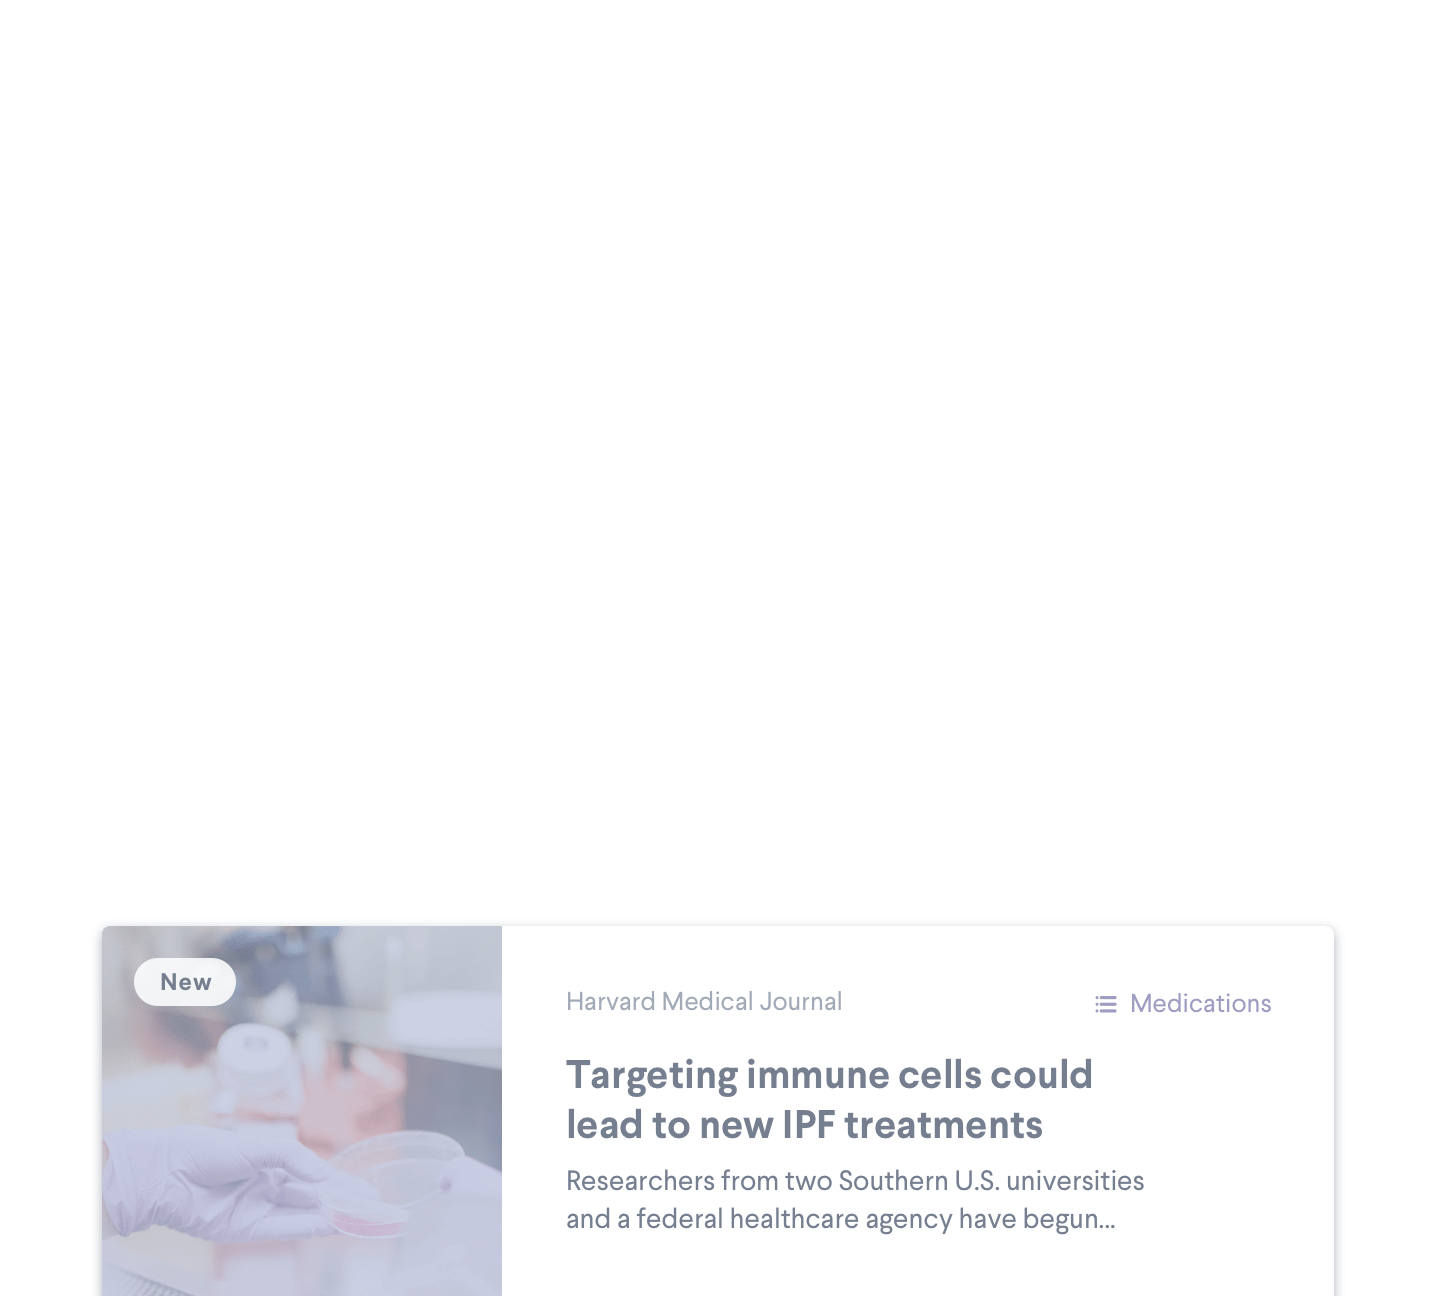 New
Harvard Medical Journal
Medications
Targeting immune cells could
lead to new IPF treatments
Researchers from two Southern U.S. universities
and a federal healthcare agency have begun...